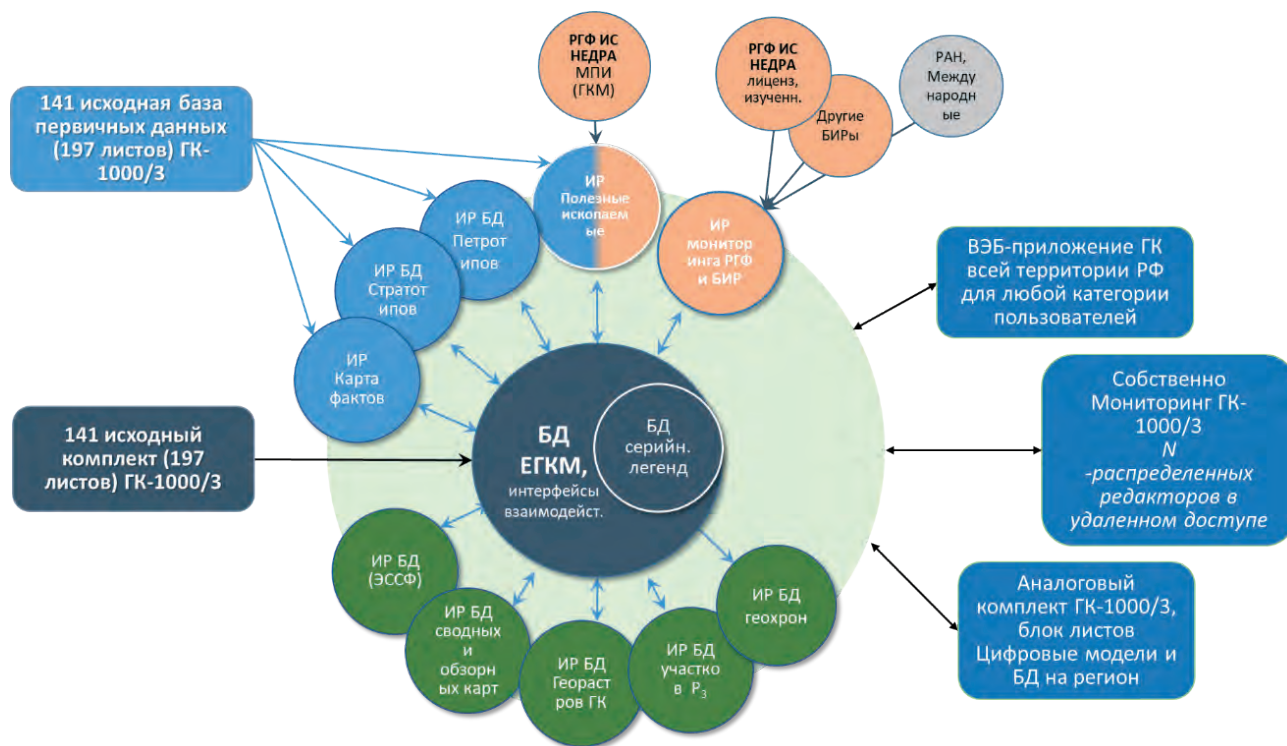 РГФ ИС
НЕДРА
МПИ
(ГКМ)
РГФ ИС
НЕДРА
лиценз,
изученн.
Другие
БИРы
РАН,
Между
народн
ые
141 исходная база
первичных данных
(197 листов) ГК-
1000/3
ИР
Полезные
ископаем
ые
ИР БД
Петрот
ипов
ИР БД
Стратот
ипов
ИР
Карта
фактов
ИР
монитор
инга РГФ
и БИР
141 исходный
комплект (197
листов) ГК-1000/3
БД
ЕГКМ,
интерфейсы
взаимодейст.
БД
серийн.
легенд
ИР БД
(ЭССФ)
ИР БД
сводных
и
обзорн
ых карт
ИР БД
Геораст
ров ГК
ИР БД
участко
в P3
ИР БД
геохрон
ВЭБ-приложение ГК
всей территории РФ
для любой категории
пользователей
Собственно
Мониторинг ГК-
1000/3
N
-распределенных
редакторов в
удаленном доступе
Аналоговый
комплект ГК-1000/3,
блок листов
Цифровые модели и
БД на регион